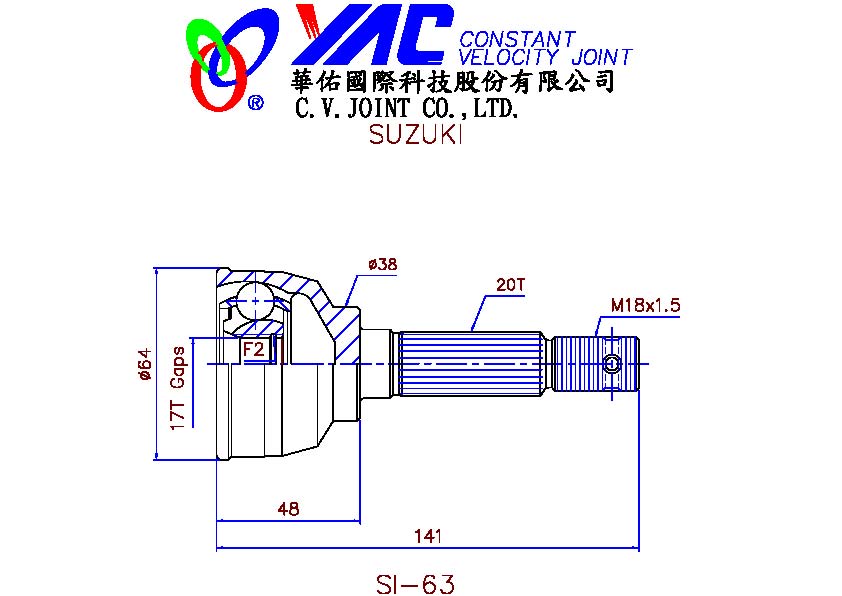 YAC CONSTANT
VELOCITY JOINT
®
華佑國際科技股份有限公司
C.V.JOINT CO.,LTD.
SUZUKI
ø38
20T
M18x1.5
F2
ø64
17T Gaps
48
141
SI-63